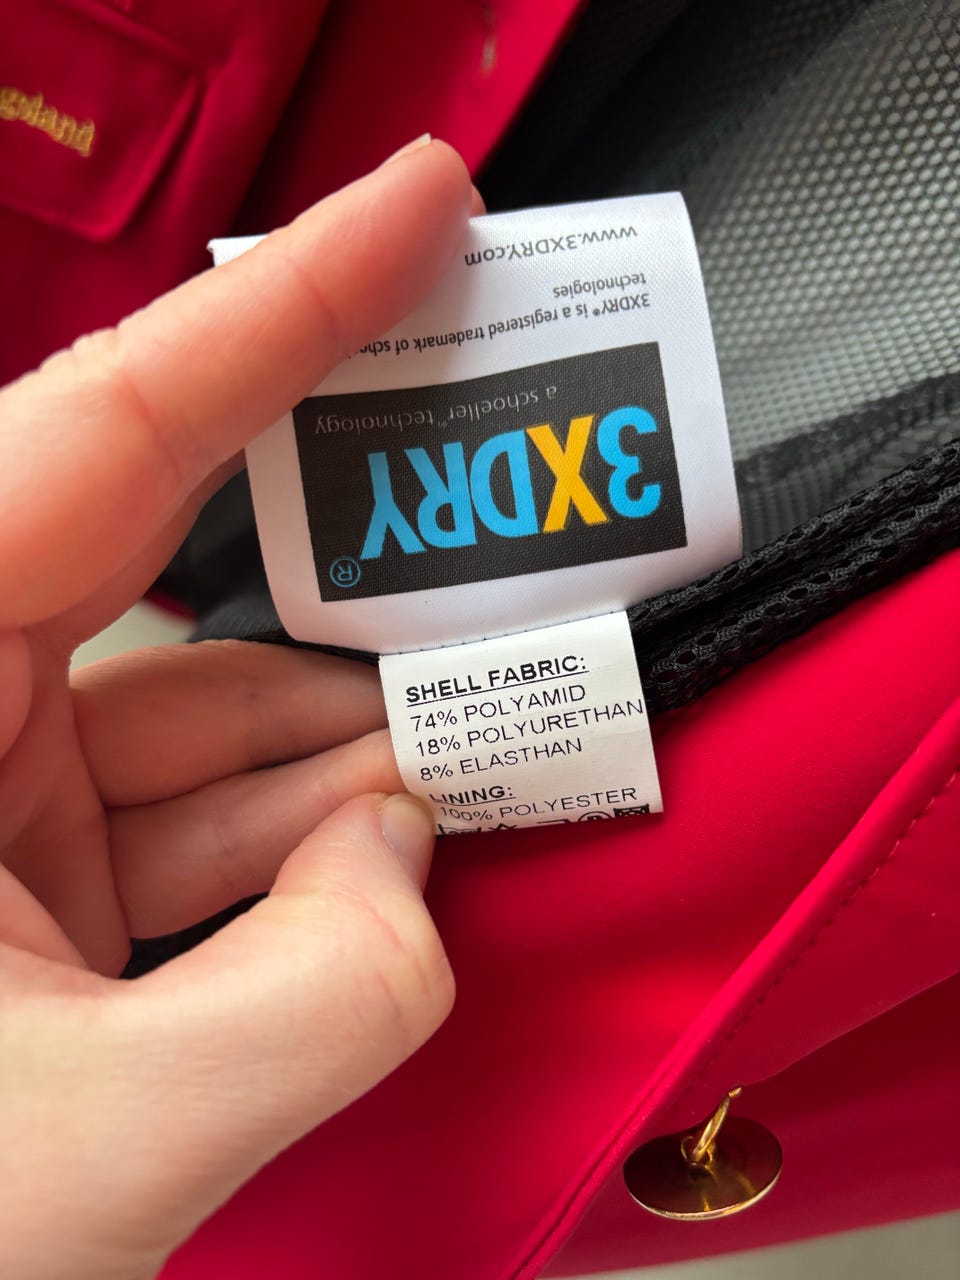 3XDRY®
a schoeller® technology
3XDRY® is a registered trademark of
technologies
www.3XDRY.com
SHELL FABRIC:
74% POLYAMID
18% POLYURETHAN
8% ELASTHAN
LINING:
100% POLYESTER